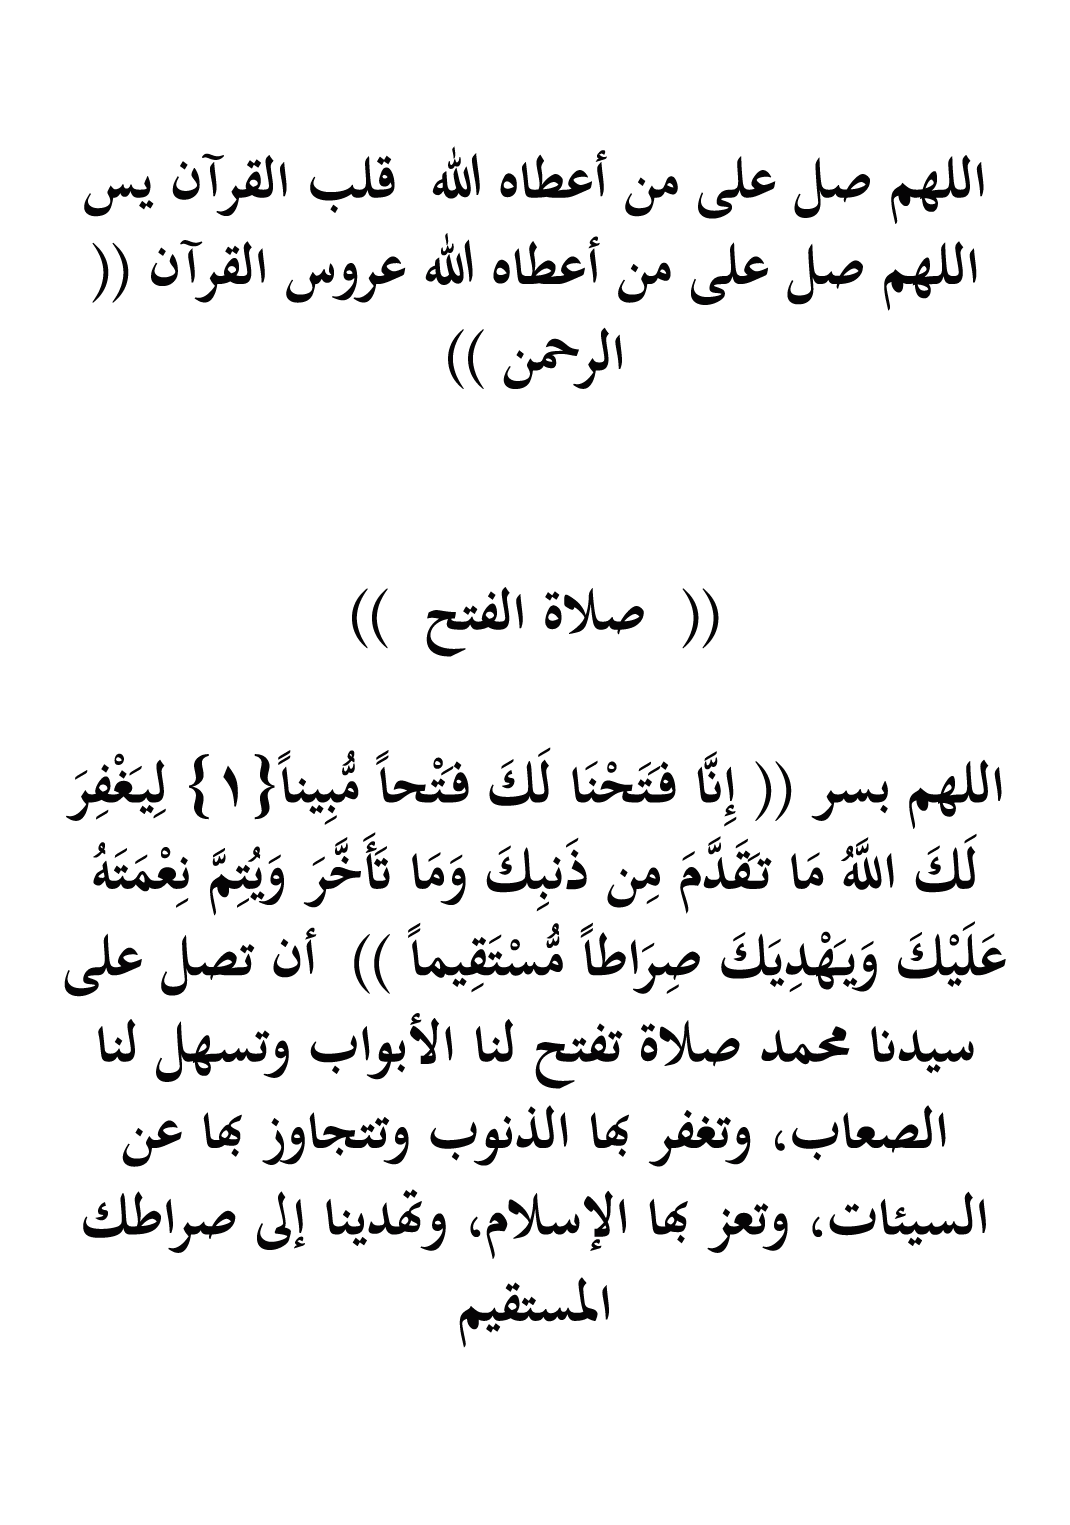 اللهم صل على من أعطاه الله قلب القرآن يس
اللهم صل على من أعطاه الله عروس القرآن ((
الرحمن ))
(( صلاة الفتح ))
اللهم بسر (( إِنَّا فَتَحْنَا لَكَ فَتْحاً مُّبِيناً{١} لِيَغْفِرَ
لَكَ اللَّهُ مَا تَقَدَّمَ مِن ذَنبِكَ وَمَا تَأَخَّرَ وَيُتِمَّ نِعْمَتَهُ
عَلَيْكَ وَيَهْدِيَكَ صِرَاطاً مُّسْتَقِيماً )) أن تصل على
سيدنا محمد صلاة تفتح لنا الأبواب وتسهل لنا
الصعاب، وتغفر بها الذنوب وتتجاوز بها عن
السيئات، وتعز بها الإسلام، وتهدينا إلى صراطك
المستقيم